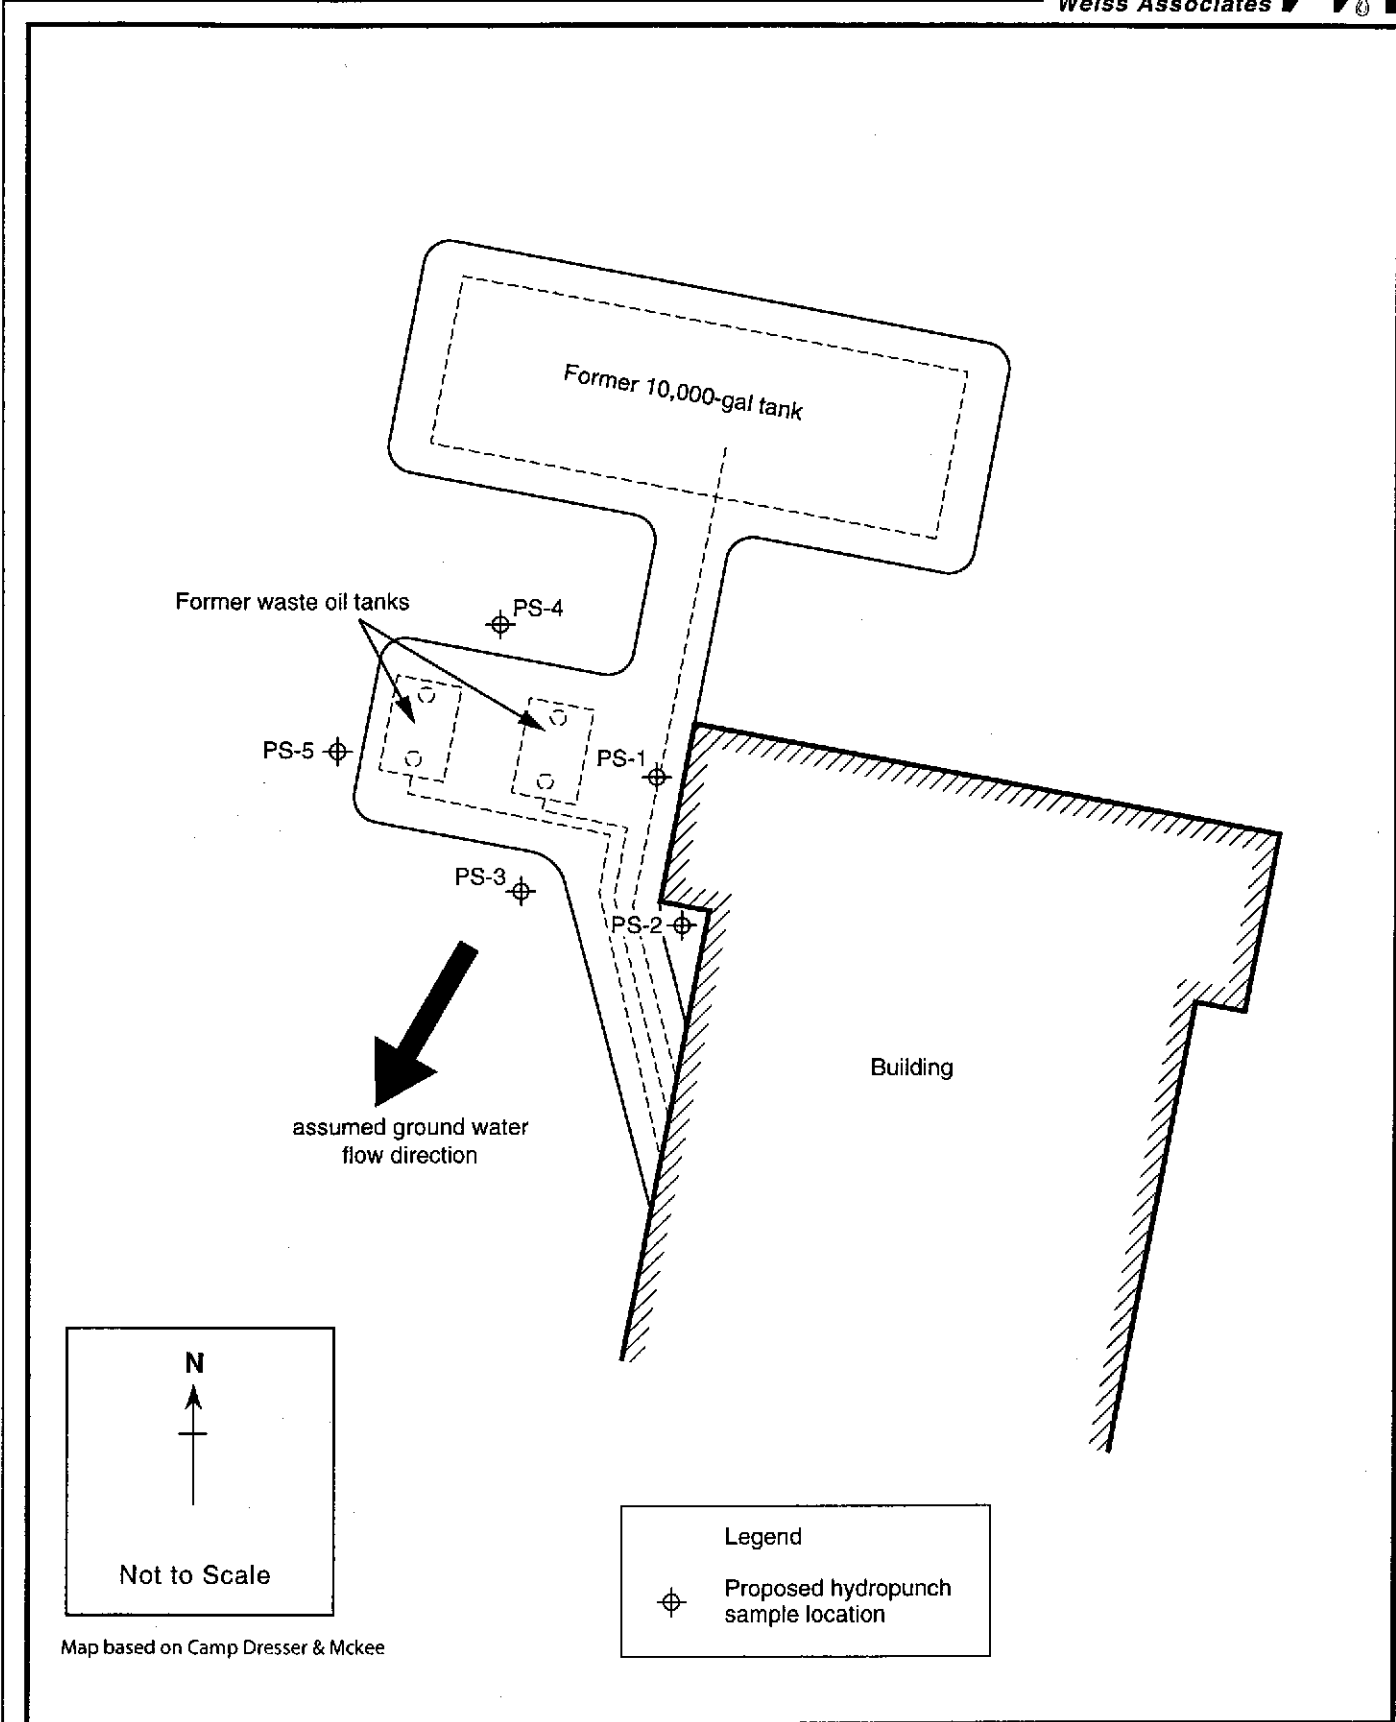 Weiss Associates
Former 10,000-gal tank
Former waste oil tanks
PS-4
PS-5
PS-1
PS-3
PS-2
Building
assumed ground water
flow direction
N
Not to Scale
Legend
Proposed hydropunch
sample location
Map based on Camp Dresser & Mckee